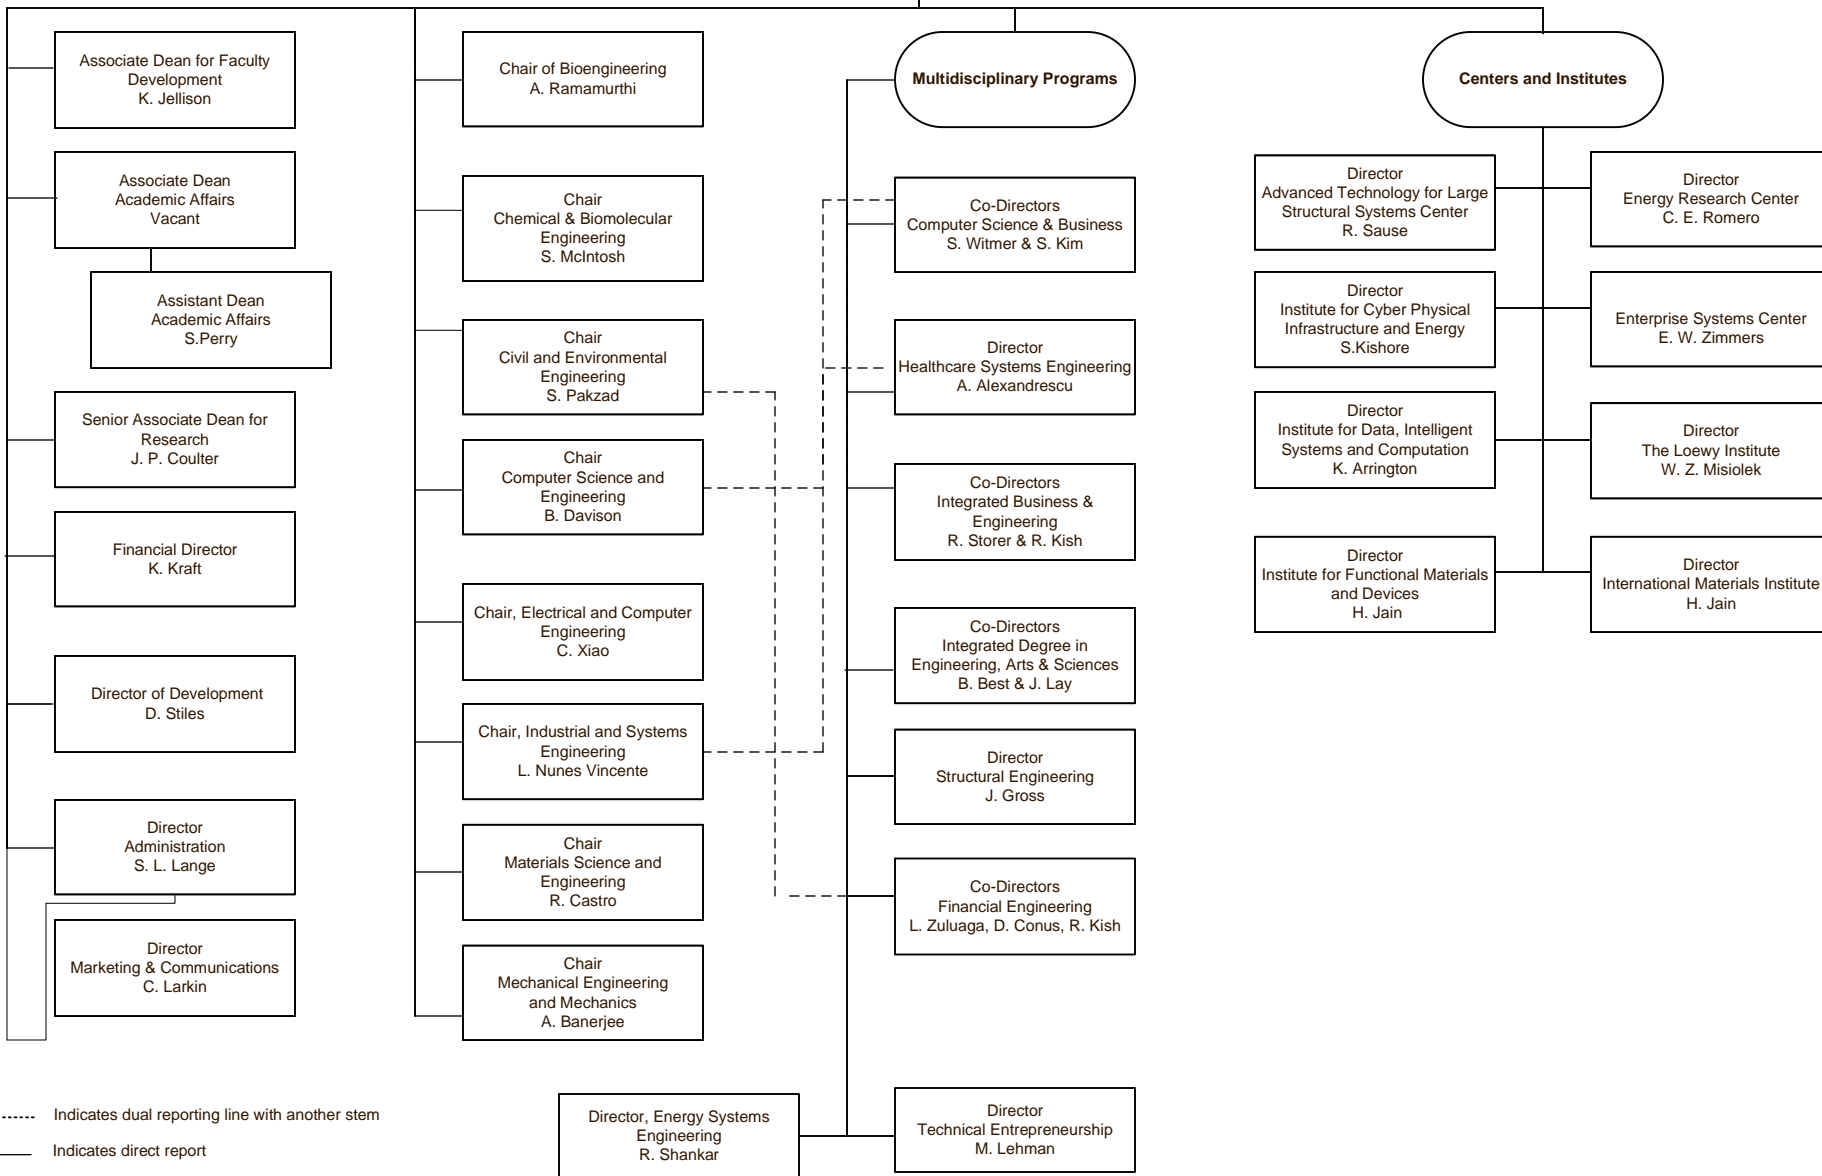 Associate Dean for Faculty
Development
K. Jellison
Associate Dean
Academic Affairs
Vacant
Assistant Dean
Academic Affairs
S.Perry
Senior Associate Dean for
Research
J. P. Coulter
Financial Director
K. Kraft
Director of Development
D. Stiles
Director
Administration
S. L. Lange
Director
Marketing & Communications
C. Larkin
Chair of Bioengineering
A. Ramamurthi
Chair
Chemical & Biomolecular
Engineering
S. McIntosh
Chair
Civil and Environmental
Engineering
S. Pakzad
Chair
Computer Science and
Engineering
B. Davison
Chair, Electrical and Computer
Engineering
C. Xiao
Chair, Industrial and Systems
Engineering
L. Nunes Vincente
Chair
Materials Science and
Engineering
R. Castro
Chair
Mechanical Engineering
and Mechanics
A. Banerjee
Multidisciplinary Programs
Co-Directors
Computer Science & Business
S. Witmer & S. Kim
Director
Healthcare Systems Engineering
A. Alexandrescu
Co-Directors
Integrated Business &
Engineering
R. Storer & R. Kish
Co-Directors
Integrated Degree in
Engineering, Arts & Sciences
B. Best & J. Lay
Director
Structural Engineering
J. Gross
Co-Directors
Financial Engineering
L. Zuluaga, D. Conus, R. Kish
Director, Energy Systems
Engineering
R. Shankar
Director
Technical Entrepreneurship
M. Lehman
Centers and Institutes
Director
Advanced Technology for Large
Structural Systems Center
R. Sause
Director
Energy Research Center
C. E. Romero
Director
Institute for Cyber Physical
Infrastructure and Energy
S.Kishore
Enterprise Systems Center
E. W. Zimmers
Director
Institute for Data, Intelligent
Systems and Computation
K. Arrington
Director
The Loewy Institute
W. Z. Misiolek
Director
Institute for Functional Materials
and Devices
H. Jain
Director
International Materials Institute
H. Jain
Indicates dual reporting line with another stem
Indicates direct report